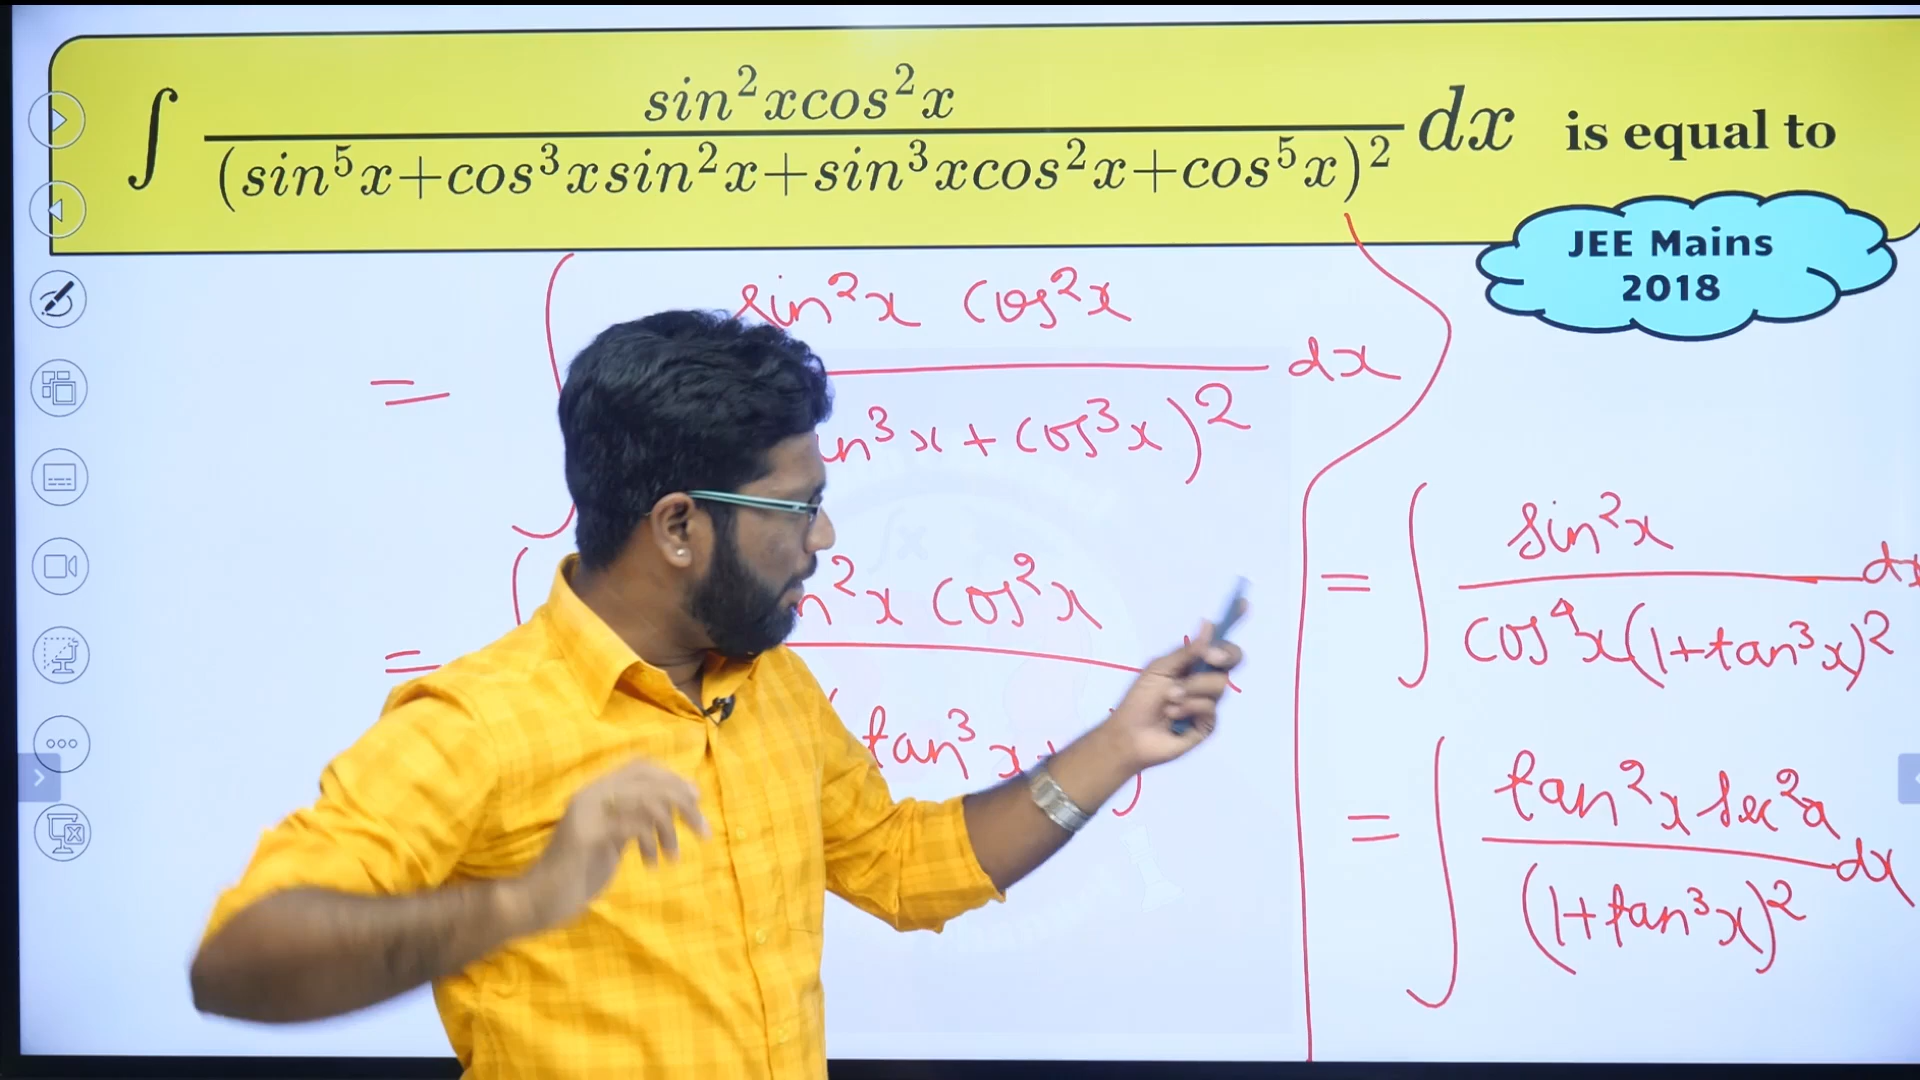 ∫ sin²xcos²x / (sin⁵x+cos³xsin²x+sin³xcos²x+cos⁵x)² dx is equal to
JEE Mains
2018
= ∫ sin²x cos²x / n³x + cos³x)² dx
= n²x cos²x / tan³x +
= ∫ sin²x / cos⁴x(1+tan³x)² dx
= ∫ tan²x sec²x / (1+tan³x)² dx